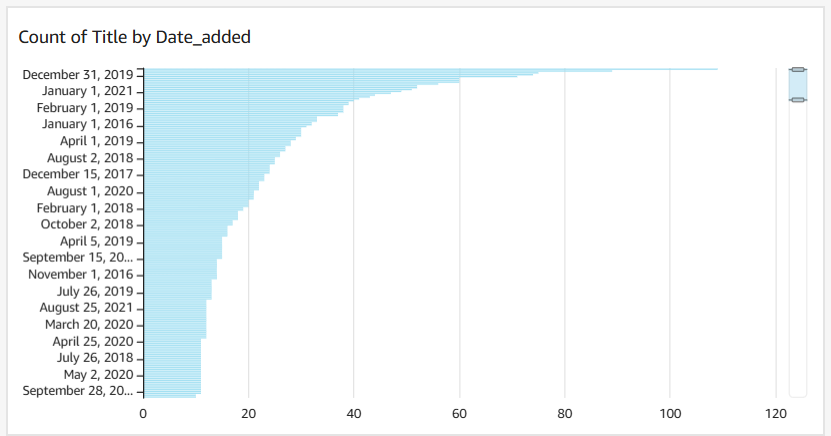 Count of Title by Date_added
December 31, 2019
January 1, 2021
February 1, 2019
January 1, 2016
April 1, 2019
August 2, 2018
December 15, 2017
August 1, 2020
February 1, 2018
October 2, 2018
April 5, 2019
September 15, 20...
November 1, 2016
July 26, 2019
August 25, 2021
March 20, 2020
April 25, 2020
July 26, 2018
May 2, 2020
September 28, 20...
0 20 40 60 80 100 120